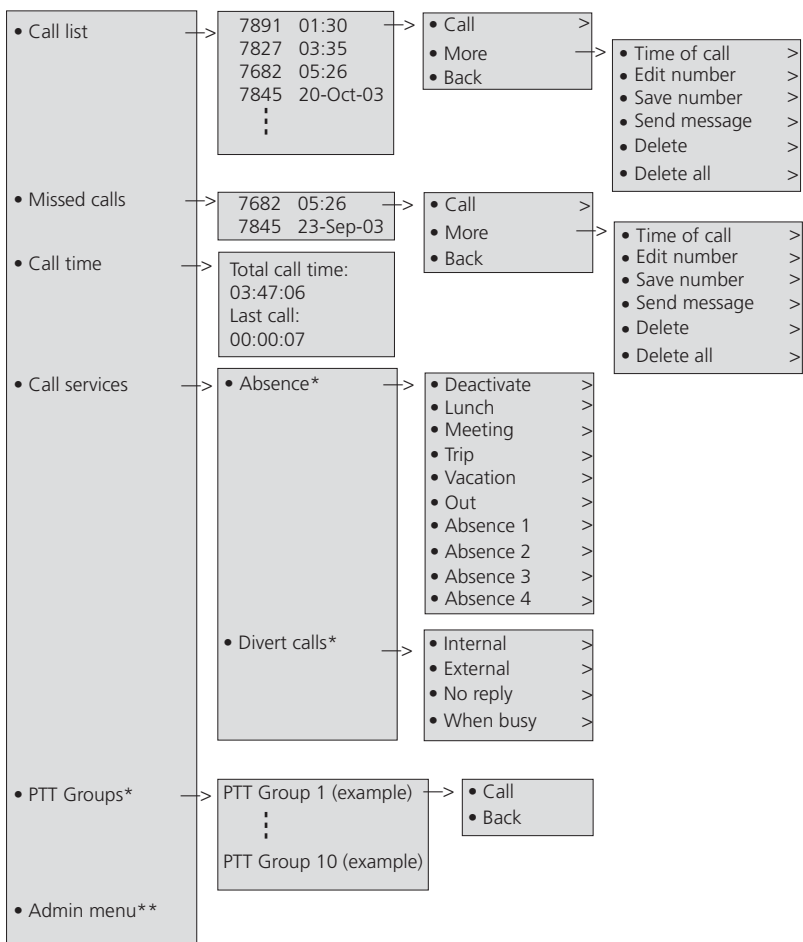 • Call list —>
7891 01:30 —>
7827 03:35
7682 05:26
7845 20-Oct-03
• Call >
• More —>
• Back
• Time of call >
• Edit number >
• Save number >
• Send message >
• Delete >
• Delete all >
• Missed calls —>
7682 05:26 —>
7845 23-Sep-03
• Call >
• More —>
• Back
• Time of call >
• Edit number >
• Save number >
• Send message >
• Delete >
• Delete all >
• Call time —>
Total call time:
03:47:06
Last call:
00:00:07
• Call services —>
• Absence* —>
• Deactivate >
• Lunch >
• Meeting >
• Trip >
• Vacation >
• Out >
• Absence 1 >
• Absence 2 >
• Absence 3 >
• Absence 4 >
• Divert calls* —>
• Internal >
• External >
• No reply >
• When busy >
• PTT Groups* —>
PTT Group 1 (example) —>
PTT Group 10 (example)
• Call
• Back
• Admin menu**